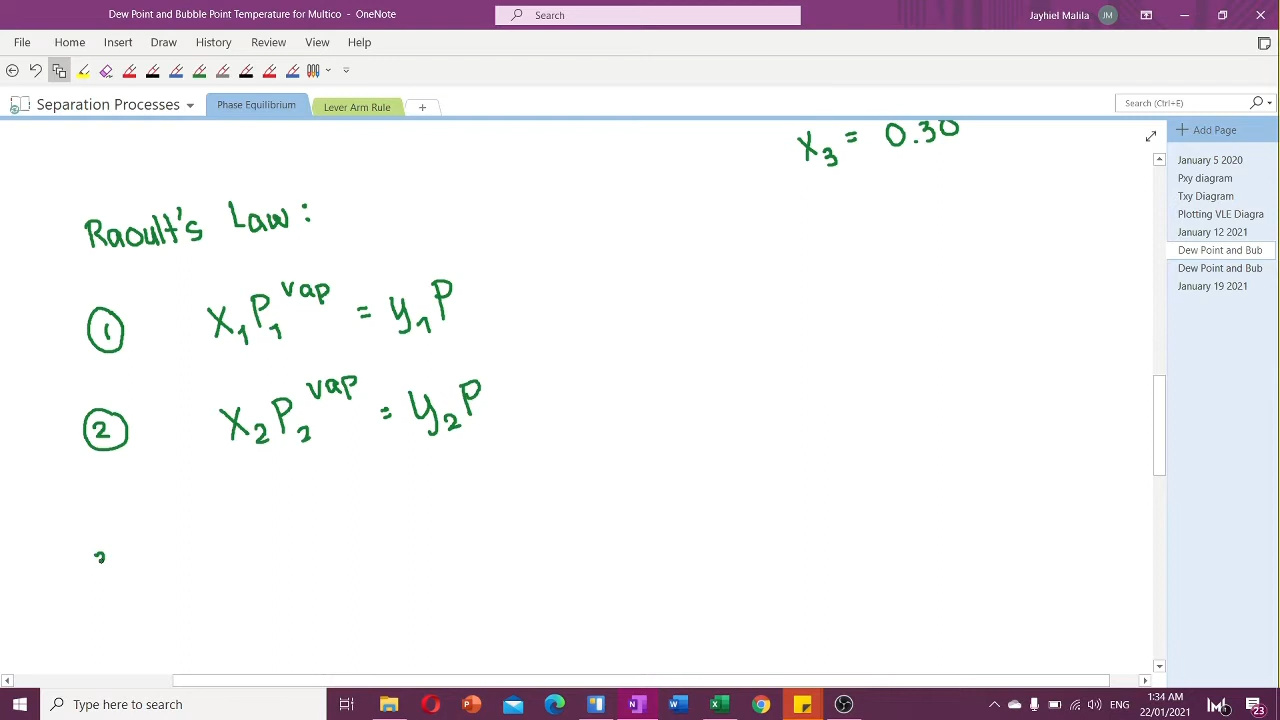 Dew Point and Bubble Point Temperature for Multico - OneNote
Search
Jayhiel Malila
JM
File Home Insert Draw History Review View Help
Separation Processes
Phase Equilibrium
Lever Arm Rule
Search (Ctrl+E)
Add Page
January 5 2020
Pxy diagram
Txy Diagram
Plotting VLE Diagra
January 12 2021
Dew Point and Bub
Dew Point and Bub
January 19 2021
x₃ = 0.30
Raoult's Law:
① x₁P₁^vap = y₁P
② x₂P₂^vap = y₂P
Type here to search
ENG
1:34 AM
22/01/2021
23